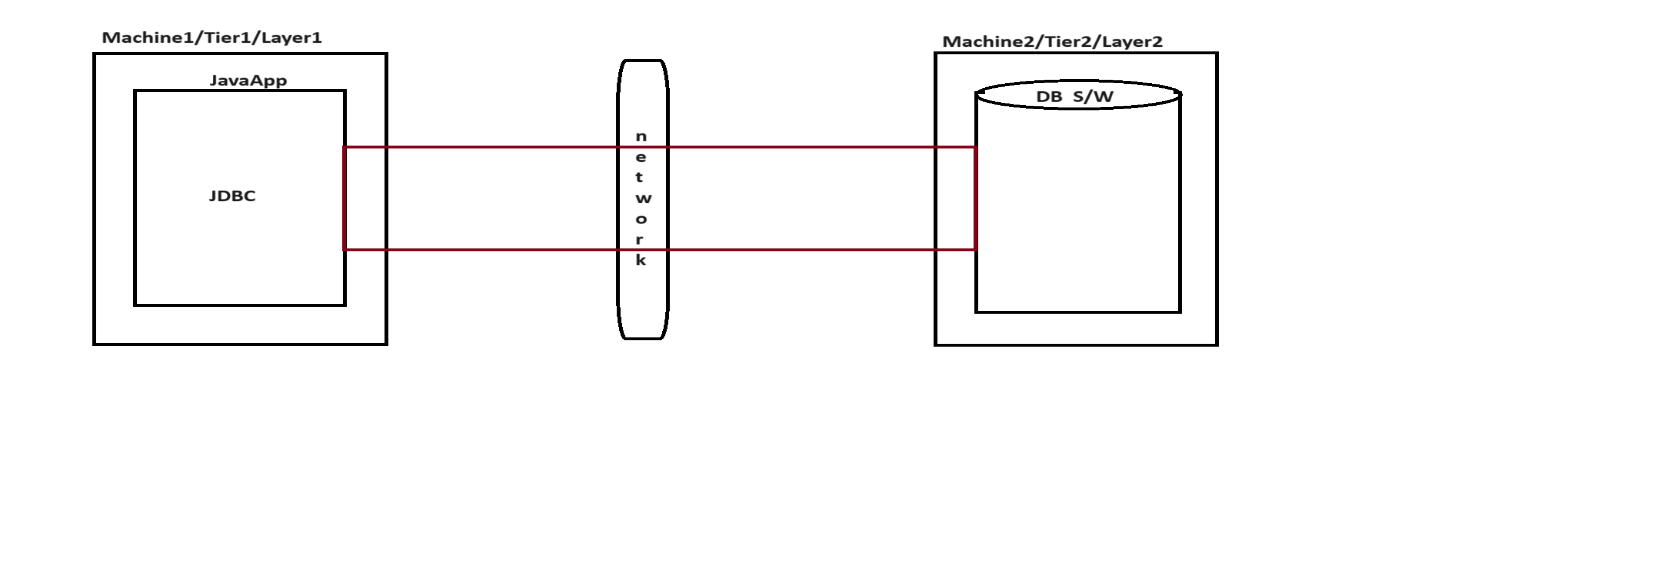 Machine1/Tier1/Layer1
JavaApp
JDBC
n
e
t
w
o
r
k
Machine2/Tier2/Layer2
DB S/W